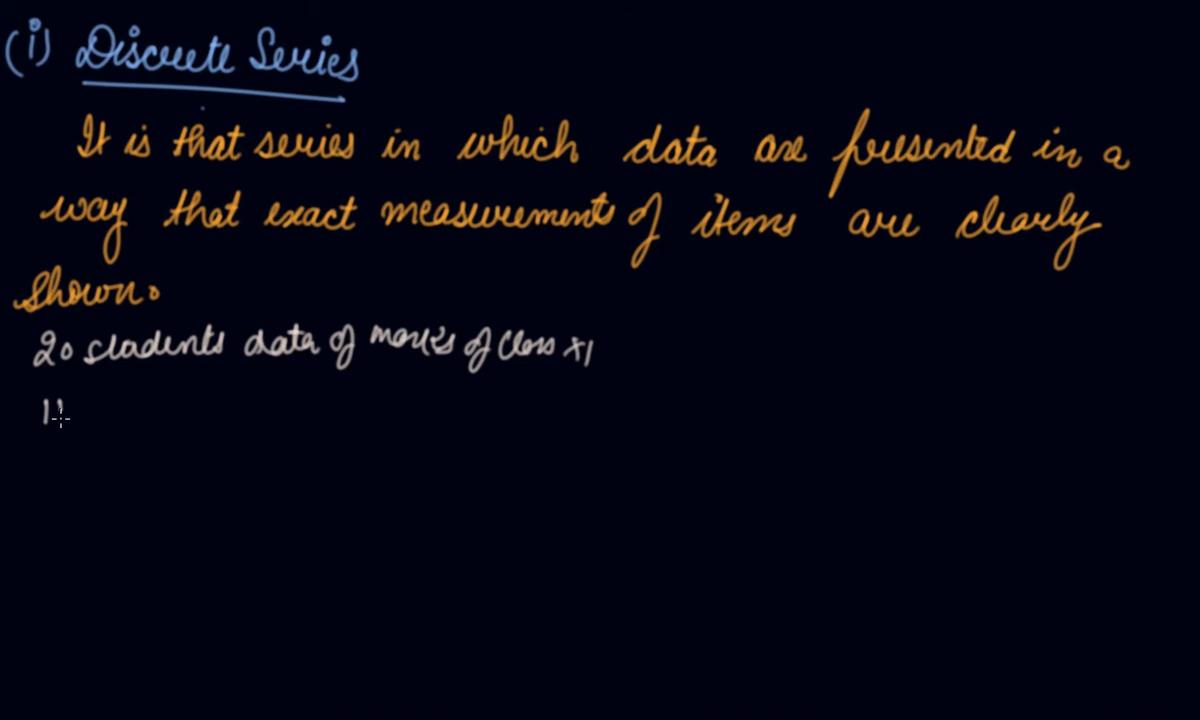 (i) Discrete Series
It is that series in which data are presented in a
way that exact measurements of items are clearly
shown.
20 students data of marks of class XI
11